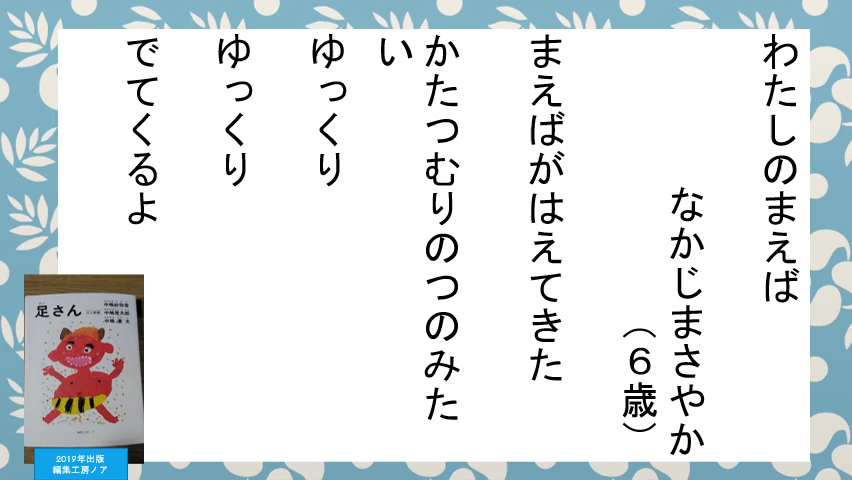 わたしのまえば
なかじまさやか
（６歳）
まえばがはえてきた
かたつむりのつのみた
い
ゆっくり
ゆっくり
でてくるよ
足さん
2019年出版
編集工房ノア